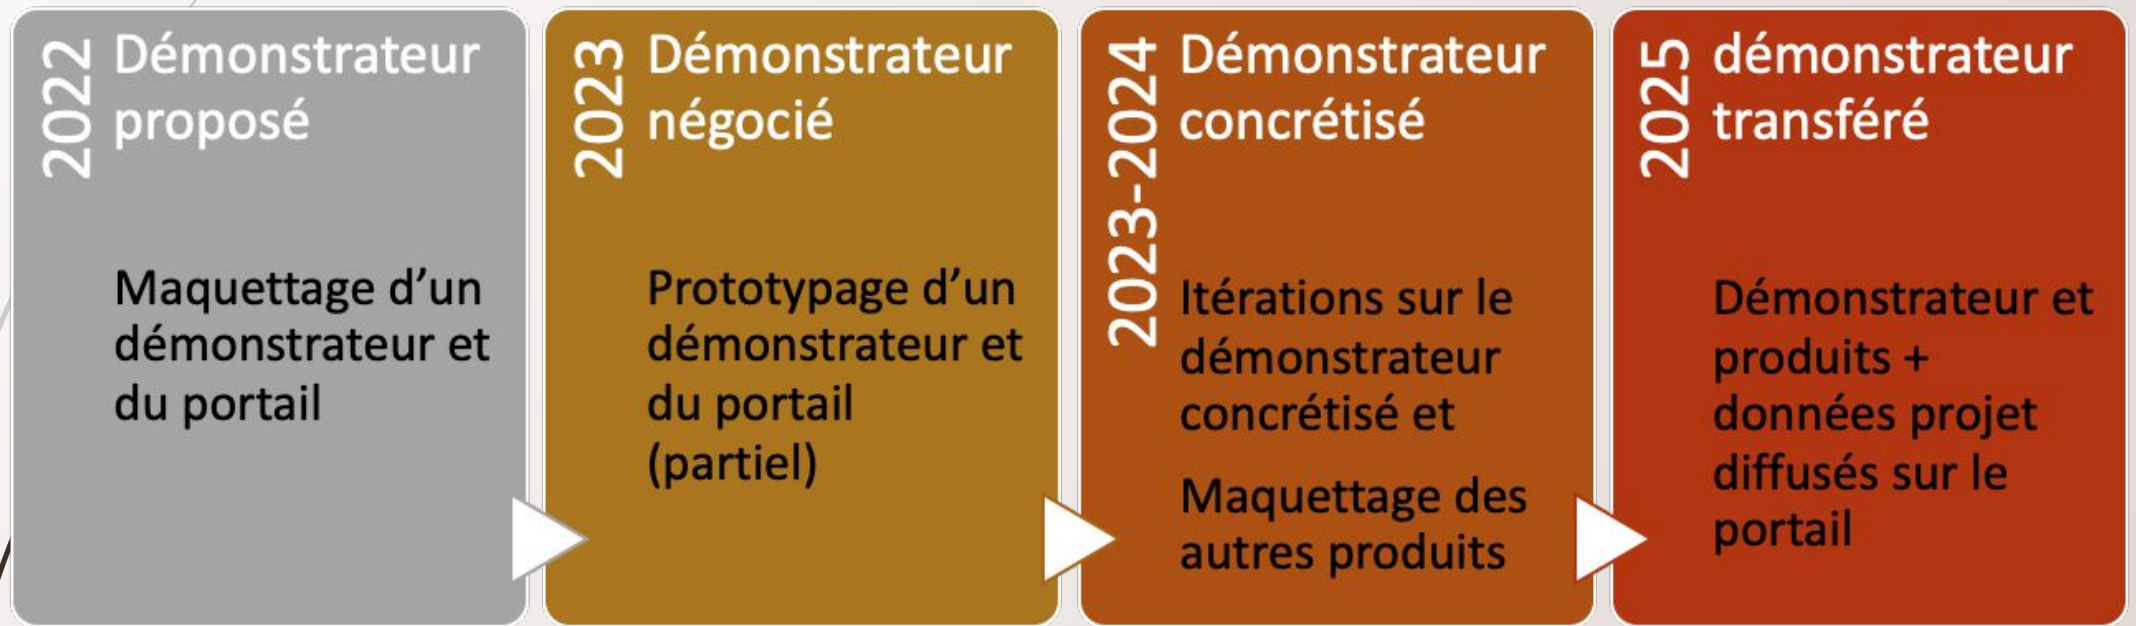 2022
Démonstrateur
proposé
Maquettage d’un
démonstrateur et
du portail
2023
Démonstrateur
négocié
Prototypage d’un
démonstrateur et
du portail
(partiel)
2023-2024
Démonstrateur
concrétisé
Itérations sur le
démonstrateur
concrétisé et
Maquettage des
autres produits
2025
démonstrateur
transféré
Démonstrateur et
produits +
données projet
diffusés sur le
portail